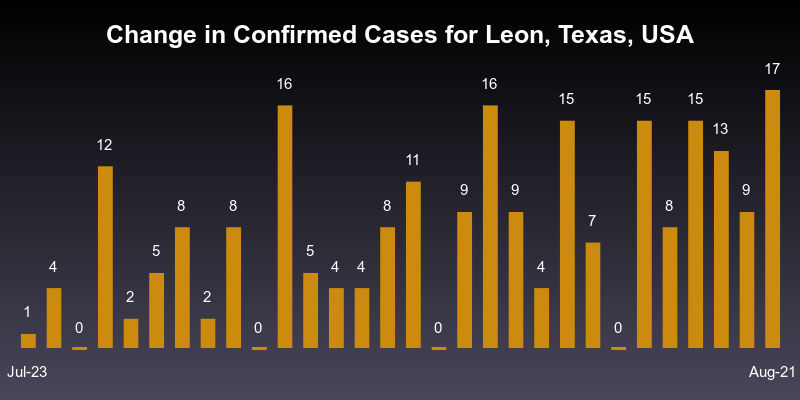 Change in Confirmed Cases for Leon, Texas, USA
1 4 0 12 2 5 8 2 8 0 16 5 4 4 8 11 0 9 16 9 4 15 7 0 15 8 15 13 9 17
Jul-23 Aug-21